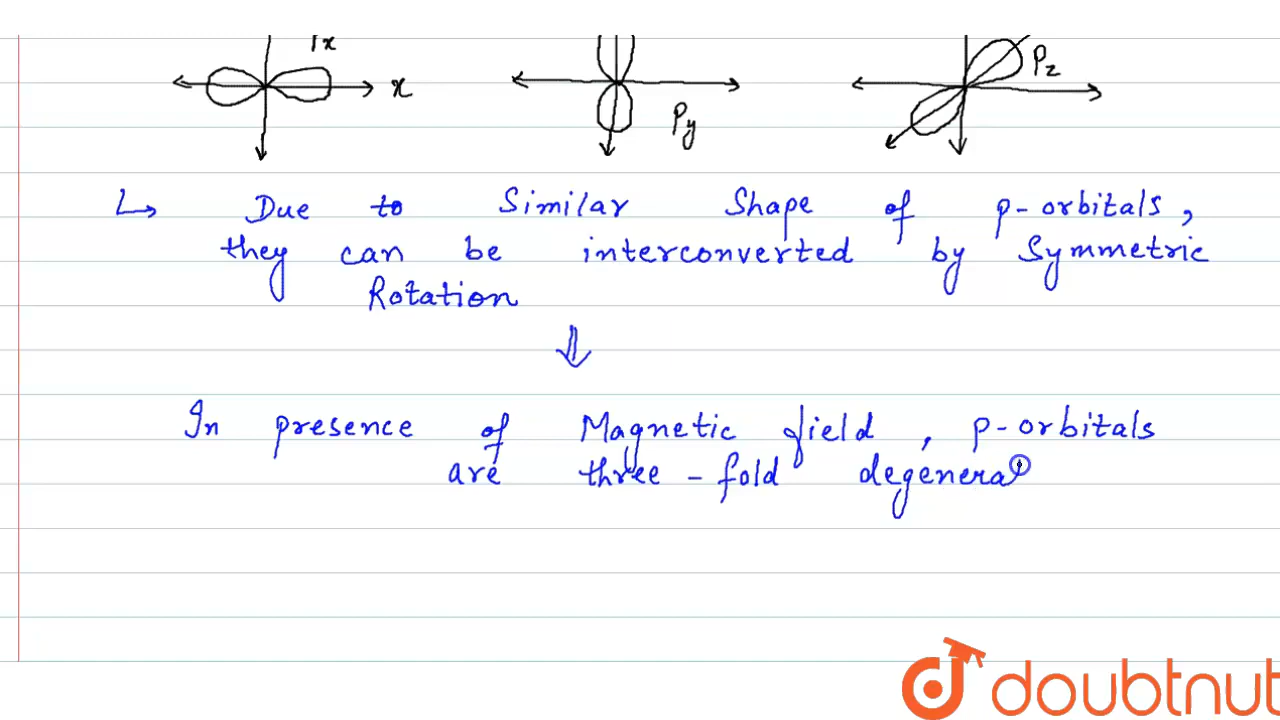 Px
x
Py
Pz
↳ Due to Similar Shape of p-orbitals,
they can be interconverted by Symmetric
Rotation
⇓
In presence of Magnetic field, p-orbitals
are three-fold degenera
doubtnut